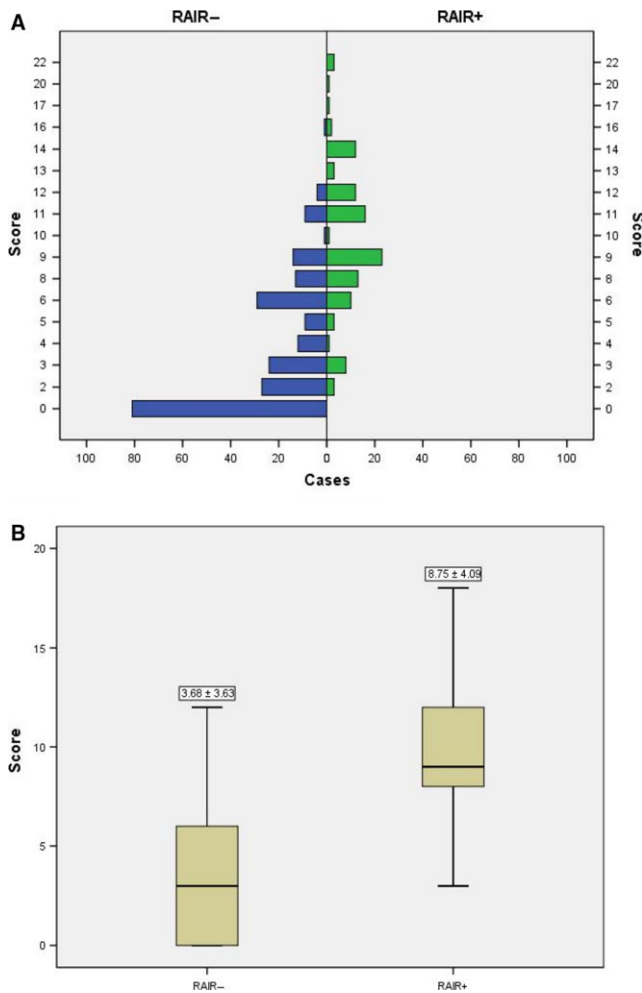 A
RAIR– RAIR+
22 22
20 20
17 17
16 16
14 14
13 13
12 12
11 11
10 10
9 9
8 8
6 6
5 5
4 4
3 3
2 2
0 0
Score Score
100 80 60 40 20 0 20 40 60 80 100
Cases
B
20
15
10
5
0
Score
3.68 ± 3.63
8.75 ± 4.09
RAIR– RAIR+